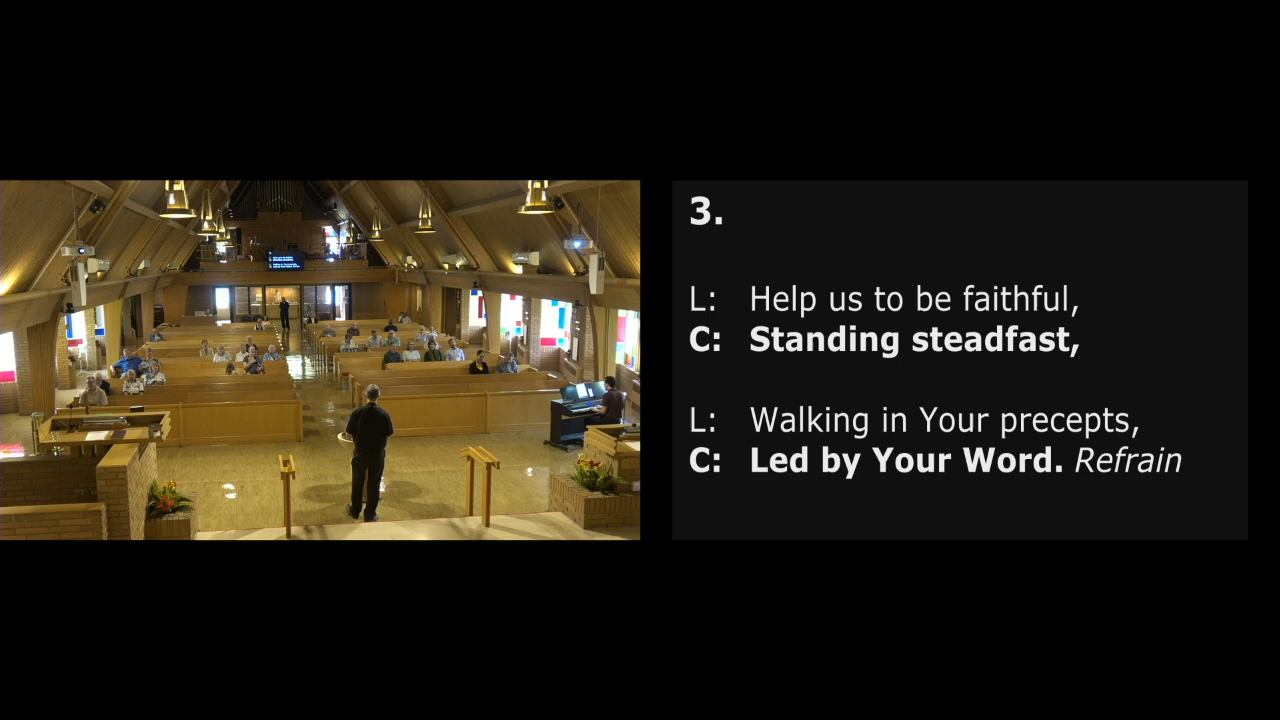 3.
L: Help us to be faithful,
C: Standing steadfast,
L: Walking in Your precepts,
C: Led by Your Word. Refrain